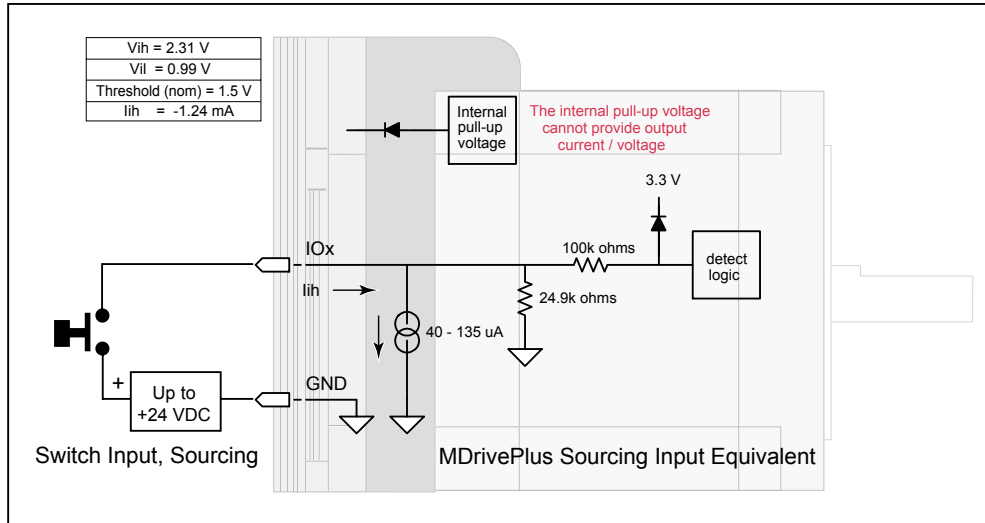 Vih = 2.31 V
Vil = 0.99 V
Threshold (nom) = 1.5 V
Iih = -1.24 mA
Internal
pull-up
voltage
The internal pull-up voltage
cannot provide output
current / voltage
3.3 V
IOx
100k ohms
detect
logic
Iih
24.9k ohms
40 - 135 uA
GND
+
Up to
+24 VDC
Switch Input, Sourcing
MDrivePlus Sourcing Input Equivalent